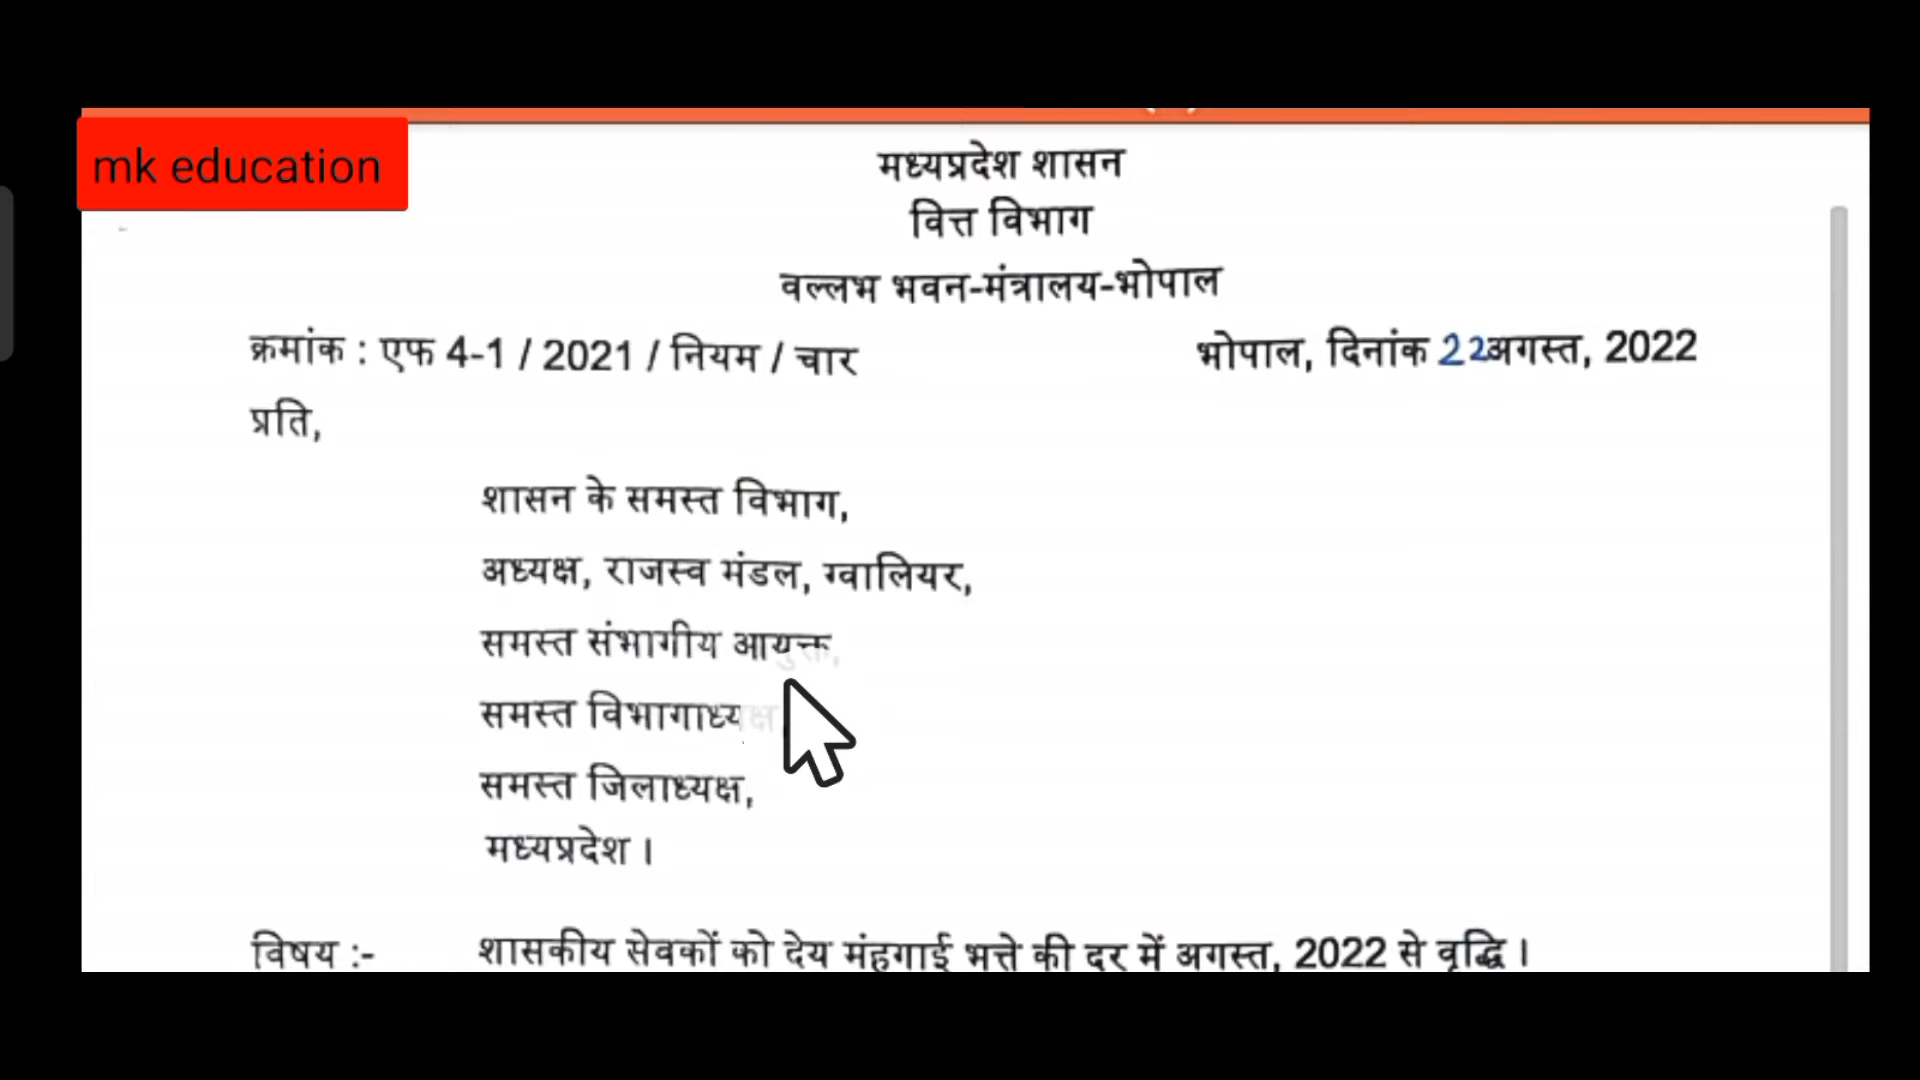 mk education
मध्यप्रदेश शासन
वित्त विभाग
वल्लभ भवन-मंत्रालय-भोपाल
क्रमांक : एफ 4-1 / 2021 / नियम / चार भोपाल, दिनांक 22अगस्त, 2022
प्रति,
शासन के समस्त विभाग,
अध्यक्ष, राजस्व मंडल, ग्वालियर,
समस्त संभागीय आयुक्त,
समस्त विभागाध्यक्ष,
समस्त जिलाध्यक्ष,
मध्यप्रदेश ।
विषय :- शासकीय सेवकों को देय मंहगाई भत्ते की दर में अगस्त, 2022 से वृद्धि ।